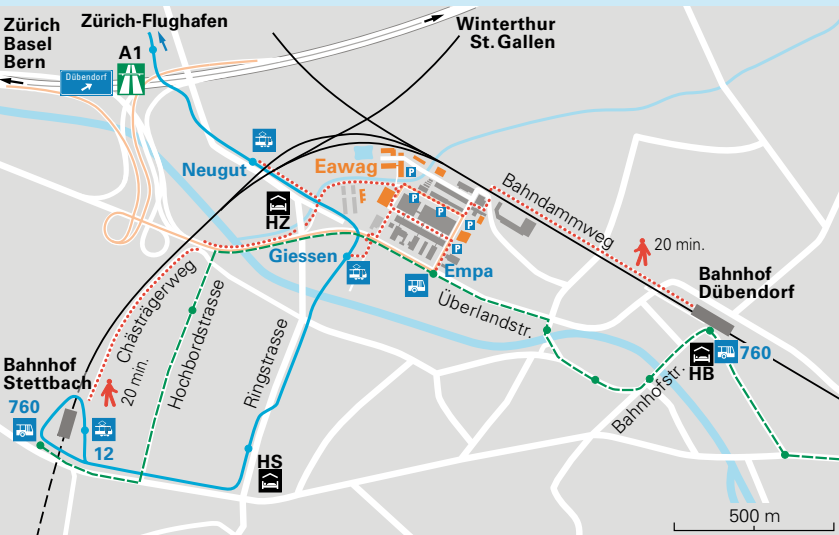 Zürich
Basel
Bern
Zürich-Flughafen
A1
Dübendorf
Winterthur
St. Gallen
Neugut
Eawag
P
P
P
P
P
HZ
Giessen
Empa
Bahndammweg
20 min.
Bahnhof
Dübendorf
Überlandstr.
Chästrägerweg
20 min.
Hochbordstrasse
Ringstrasse
Bahnhofstr.
HB
760
Bahnhof
Stettbach
760
12
HS
500 m